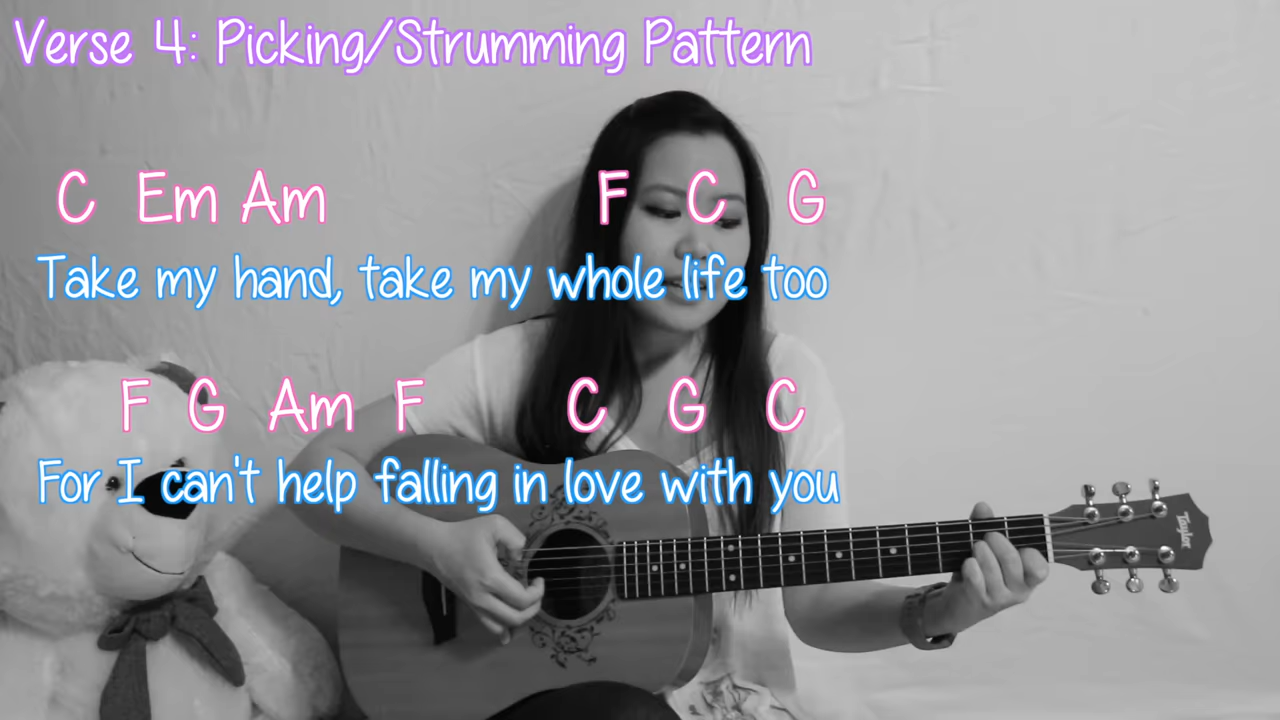 Verse 4: Picking/Strumming Pattern
C Em Am F C G
Take my hand, take my whole life too
F G Am F C G C
For I can't help falling in love with you
Taylor